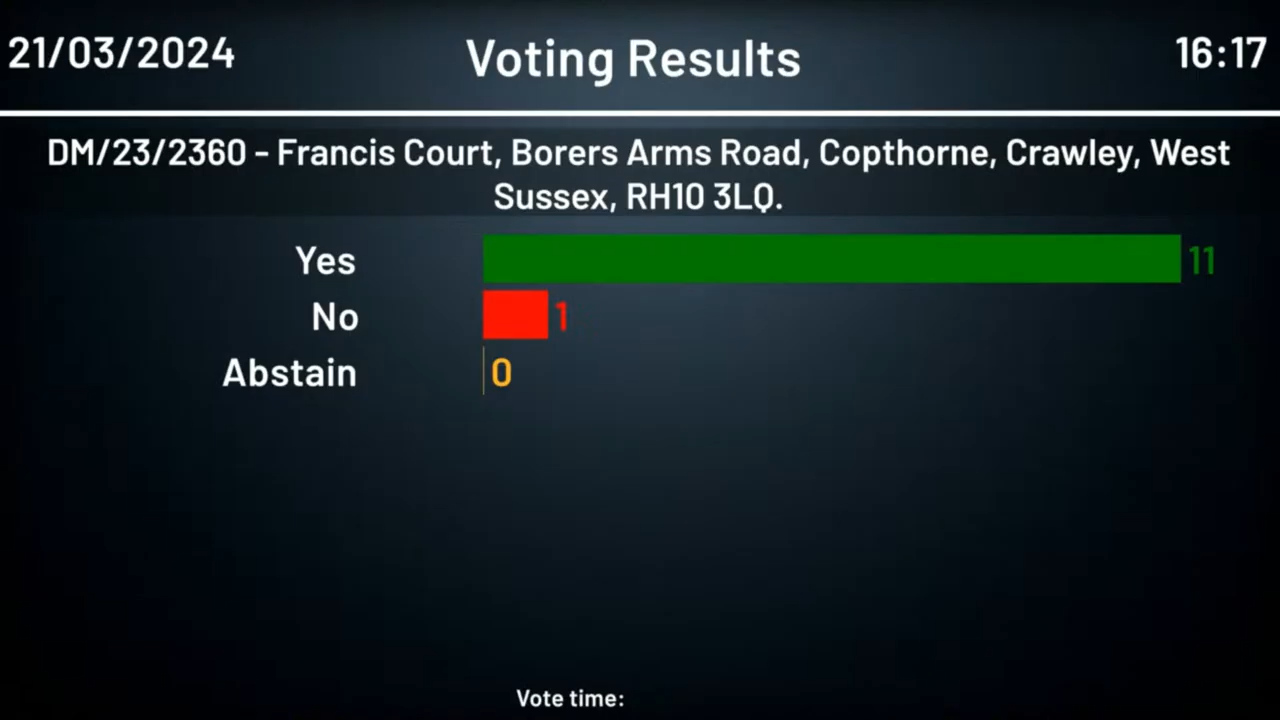 21/03/2024 Voting Results 16:17
DM/23/2360 - Francis Court, Borers Arms Road, Copthorne, Crawley, West
Sussex, RH10 3LQ.
Yes 11
No 1
Abstain 0
Vote time: